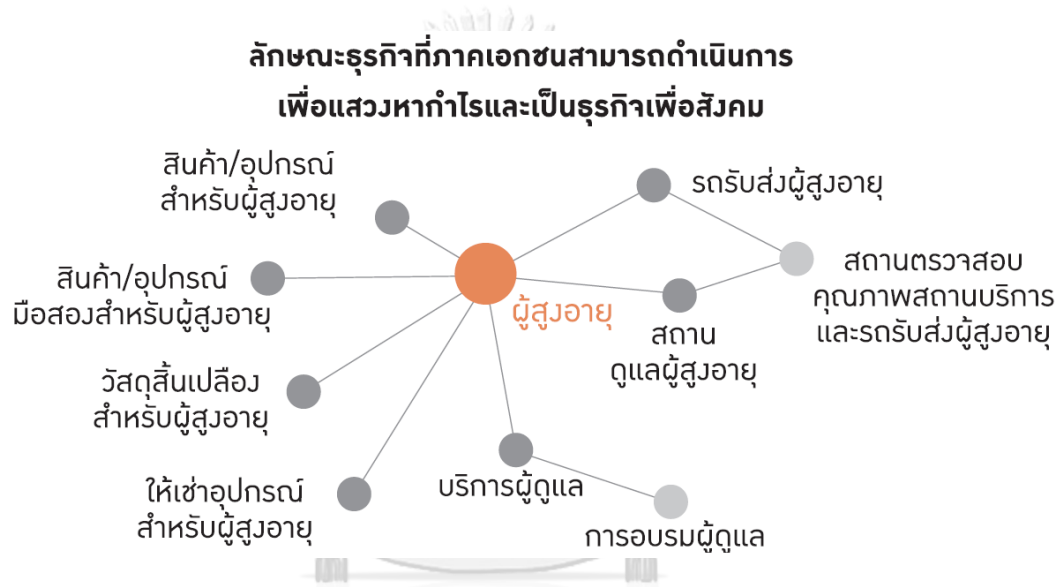 ลักษณะธุรกิจที่ภาคเอกชนสามารถดำเนินการ
เพื่อแสวงหากำไรและเป็นธุรกิจเพื่อสังคม
สินค้า/อุปกรณ์
สำหรับผู้สูงอายุ
รถรับส่งผู้สูงอายุ
สินค้า/อุปกรณ์
มือสองสำหรับผู้สูงอายุ
ผู้สูงอายุ
สถานตรวจสอบ
คุณภาพสถานบริการ
และรถรับส่งผู้สูงอายุ
สถาน
ดูแลผู้สูงอายุ
วัสดุสิ้นเปลือง
สำหรับผู้สูงอายุ
ให้เช่าอุปกรณ์
สำหรับผู้สูงอายุ
บริการผู้ดูแล
การอบรมผู้ดูแล